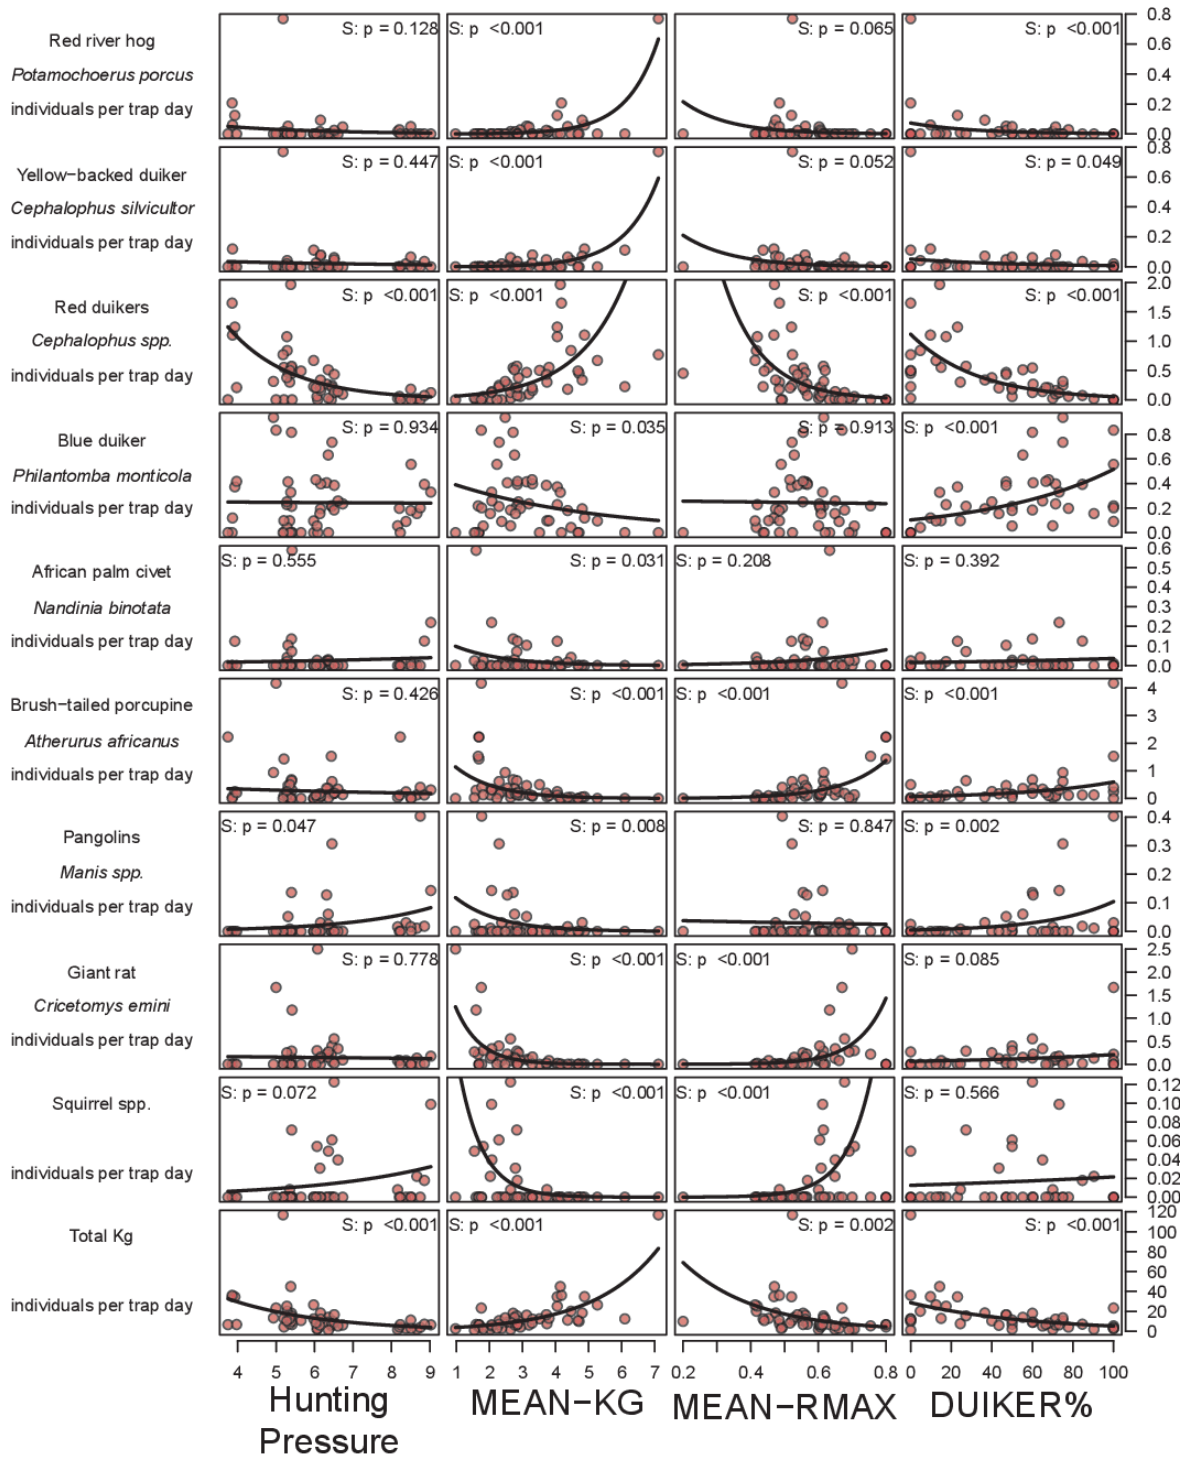 Red river hog
Potamochoerus porcus
individuals per trap day
S: p = 0.128
S: p <0.001
S: p = 0.065
S: p <0.001
0.8
0.6
0.4
0.2
0.0
Yellow−backed duiker
Cephalophus silvicultor
individuals per trap day
S: p = 0.447
S: p <0.001
S: p = 0.052
S: p = 0.049
0.8
0.6
0.4
0.2
0.0
Red duikers
Cephalophus spp.
individuals per trap day
S: p <0.001
S: p <0.001
S: p <0.001
S: p <0.001
2.0
1.5
1.0
0.5
0.0
Blue duiker
Philantomba monticola
individuals per trap day
S: p = 0.934
S: p = 0.035
S: p = 0.913
S: p <0.001
0.8
0.6
0.4
0.2
0.0
African palm civet
Nandinia binotata
individuals per trap day
S: p = 0.555
S: p = 0.031
S: p = 0.208
S: p = 0.392
0.6
0.5
0.4
0.3
0.2
0.1
0.0
Brush−tailed porcupine
Atherurus africanus
individuals per trap day
S: p = 0.426
S: p <0.001
S: p <0.001
S: p <0.001
4
3
2
1
0
Pangolins
Manis spp.
individuals per trap day
S: p = 0.047
S: p = 0.008
S: p = 0.847
S: p = 0.002
0.4
0.3
0.2
0.1
0.0
Giant rat
Cricetomys emini
individuals per trap day
S: p = 0.778
S: p <0.001
S: p <0.001
S: p = 0.085
2.5
2.0
1.5
1.0
0.5
0.0
Squirrel spp.
individuals per trap day
S: p = 0.072
S: p <0.001
S: p <0.001
S: p = 0.566
0.12
0.10
0.08
0.06
0.04
0.02
0.00
Total Kg
individuals per trap day
S: p <0.001
S: p <0.001
S: p = 0.002
S: p <0.001
120
100
80
60
40
20
0
4 5 6 7 8 9
1 2 3 4 5 6 7
0.2 0.4 0.6 0.8
0 20 40 60 80 100
Hunting
Pressure
MEAN−KG
MEAN−RMAX
DUIKER%